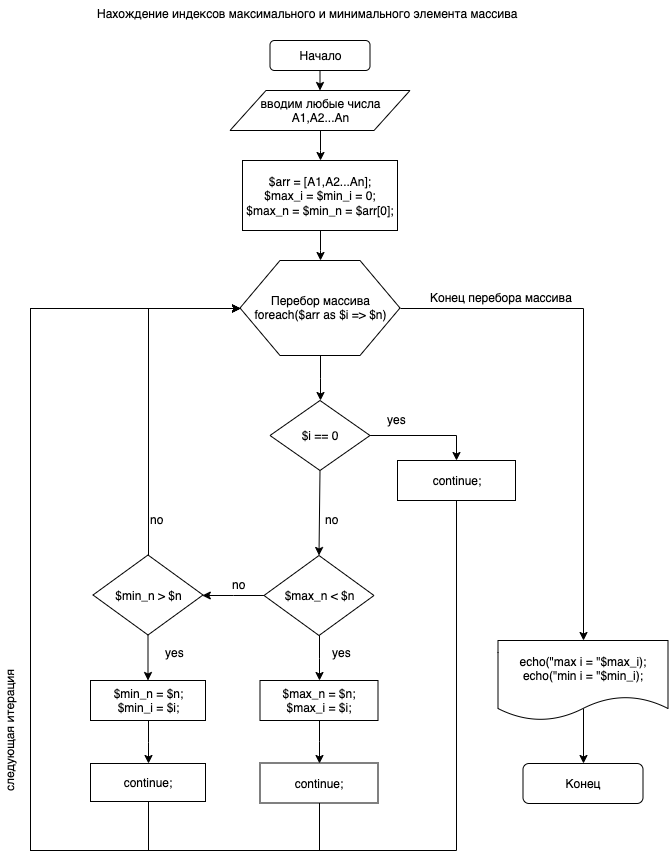 Нахождение индексов максимального и минимального элемента массива
Начало
вводим любые числа
A1,A2...An
$arr = [A1,A2...An];
$max_i = $min_i = 0;
$max_n = $min_n = $arr[0];
Перебор массива
foreach($arr as $i => $n)
Конец перебора массива
$i == 0
yes
continue;
no
no
$min_n > $n
no
$max_n < $n
yes
yes
$min_n = $n;
$min_i = $i;
$max_n = $n;
$max_i = $i;
echo("max i = "$max_i);
echo("min i = "$min_i);
следующая итерация
continue;
continue;
Конец